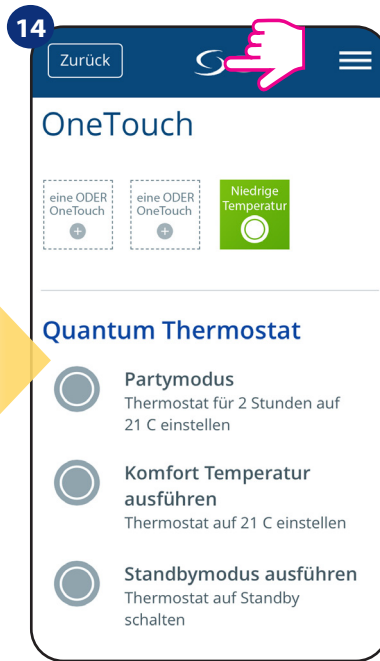 14
Zurück
OneTouch
eine ODER
OneTouch
eine ODER
OneTouch
Niedrige
Temperatur
Quantum Thermostat
Partymodus
Thermostat für 2 Stunden auf
21 C einstellen
Komfort Temperatur
ausführen
Thermostat auf 21 C einstellen
Standbymodus ausführen
Thermostat auf Standby
schalten